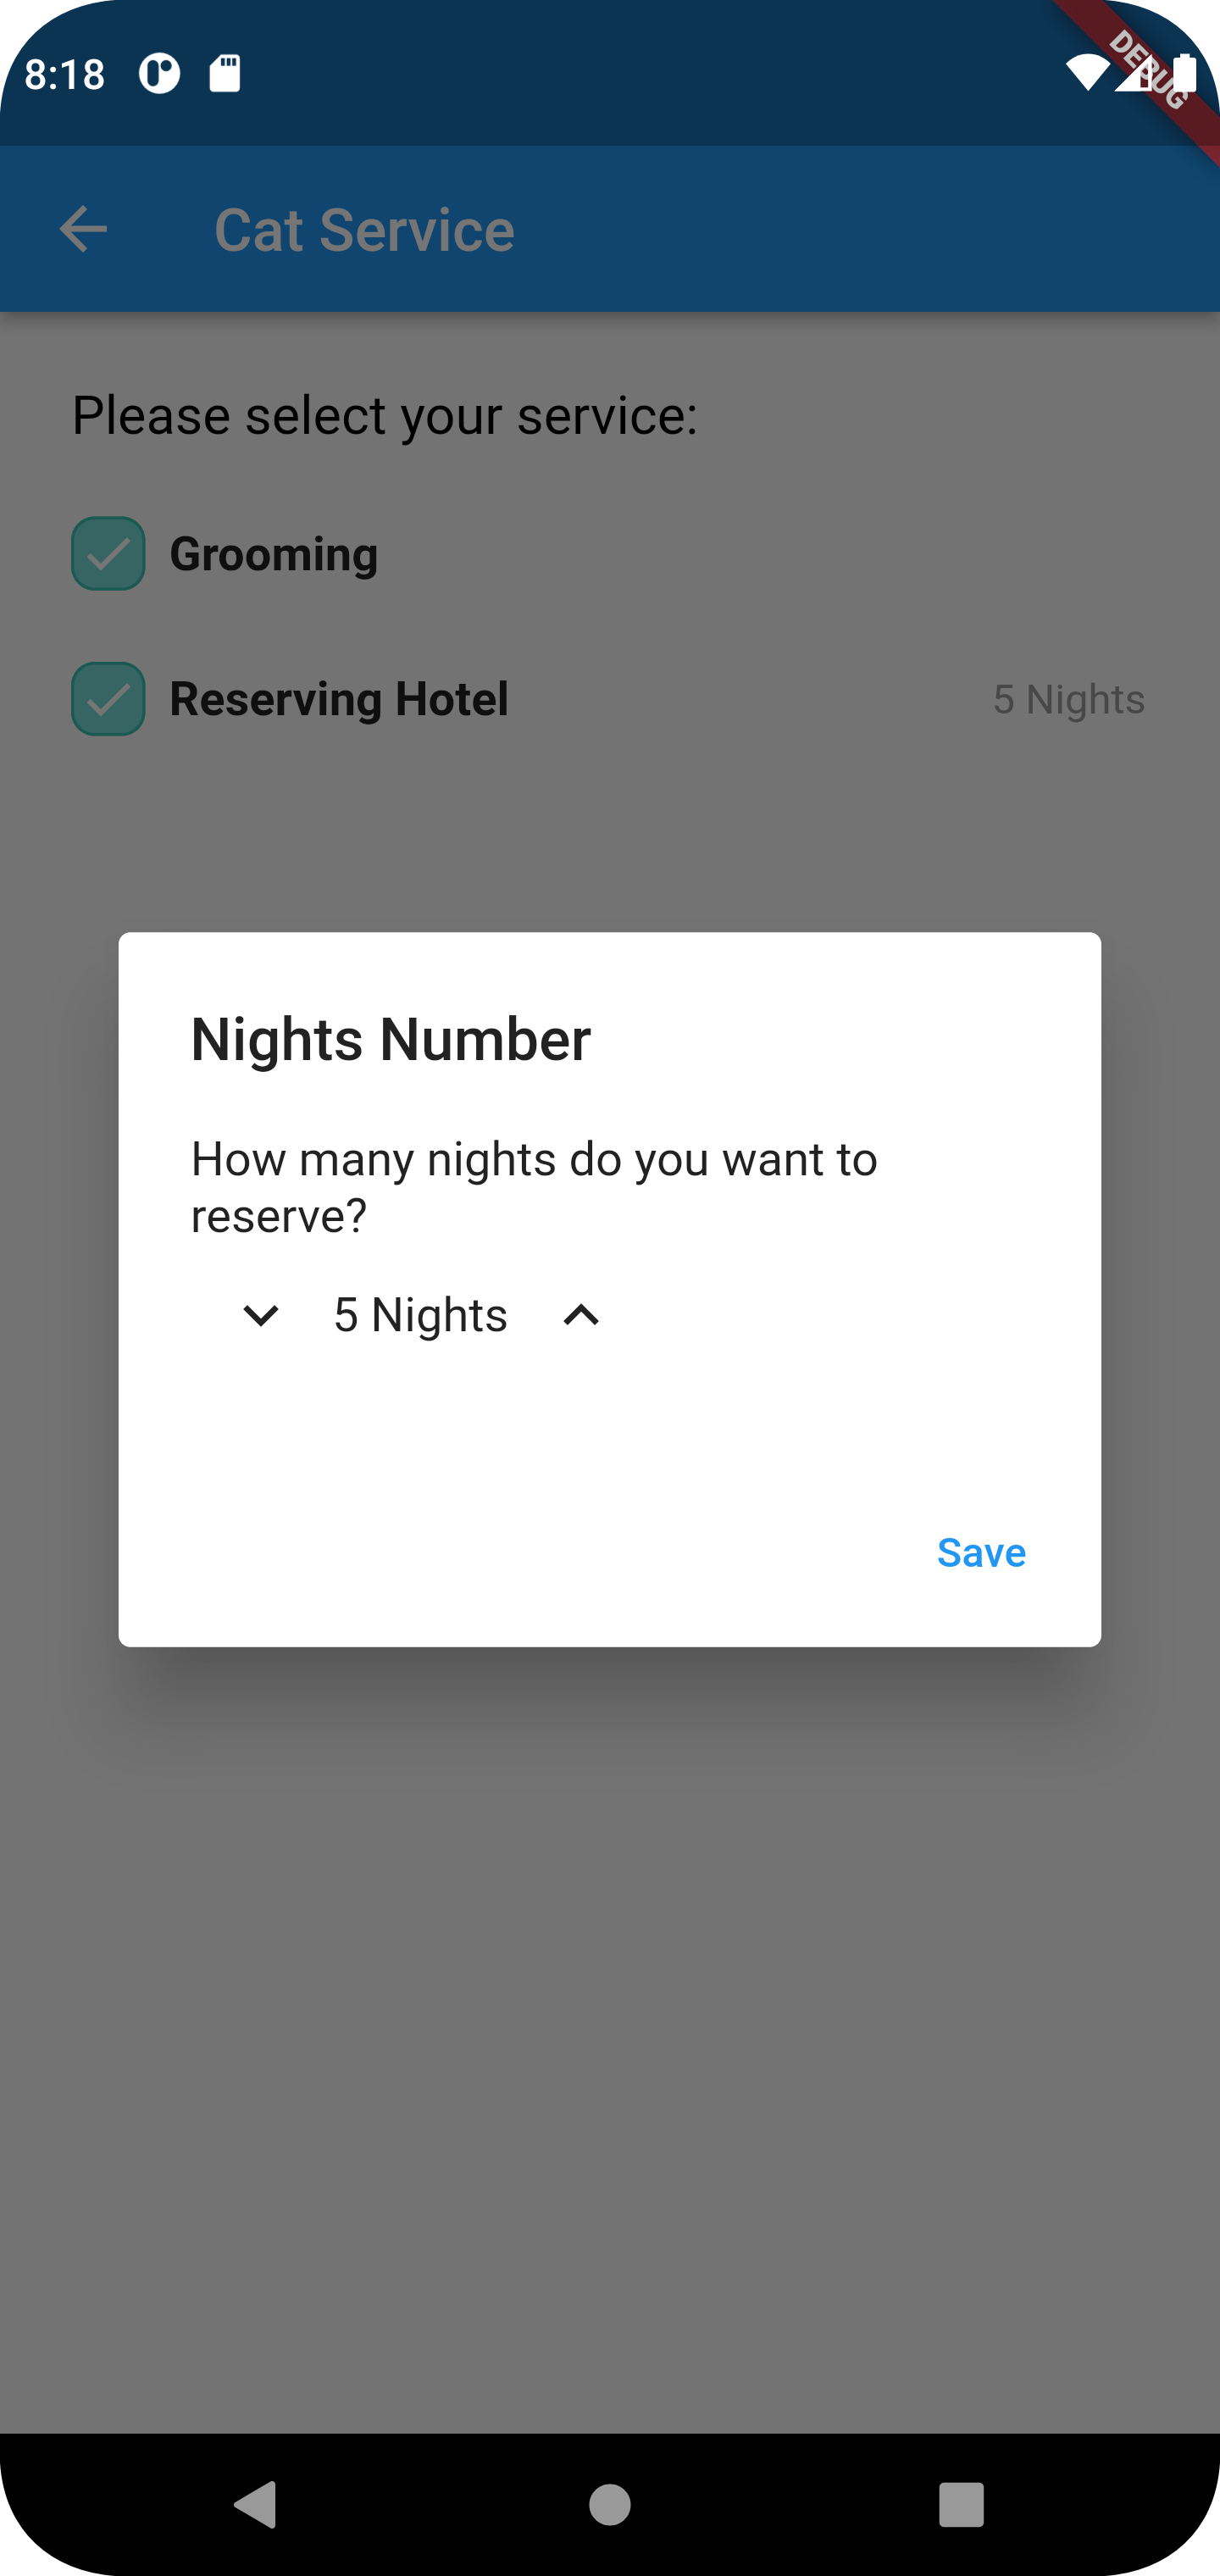 8:18
DEBUG
Cat Service
Please select your service:
Grooming
Reserving Hotel
5 Nights
Nights Number
How many nights do you want to
reserve?
5 Nights
Save